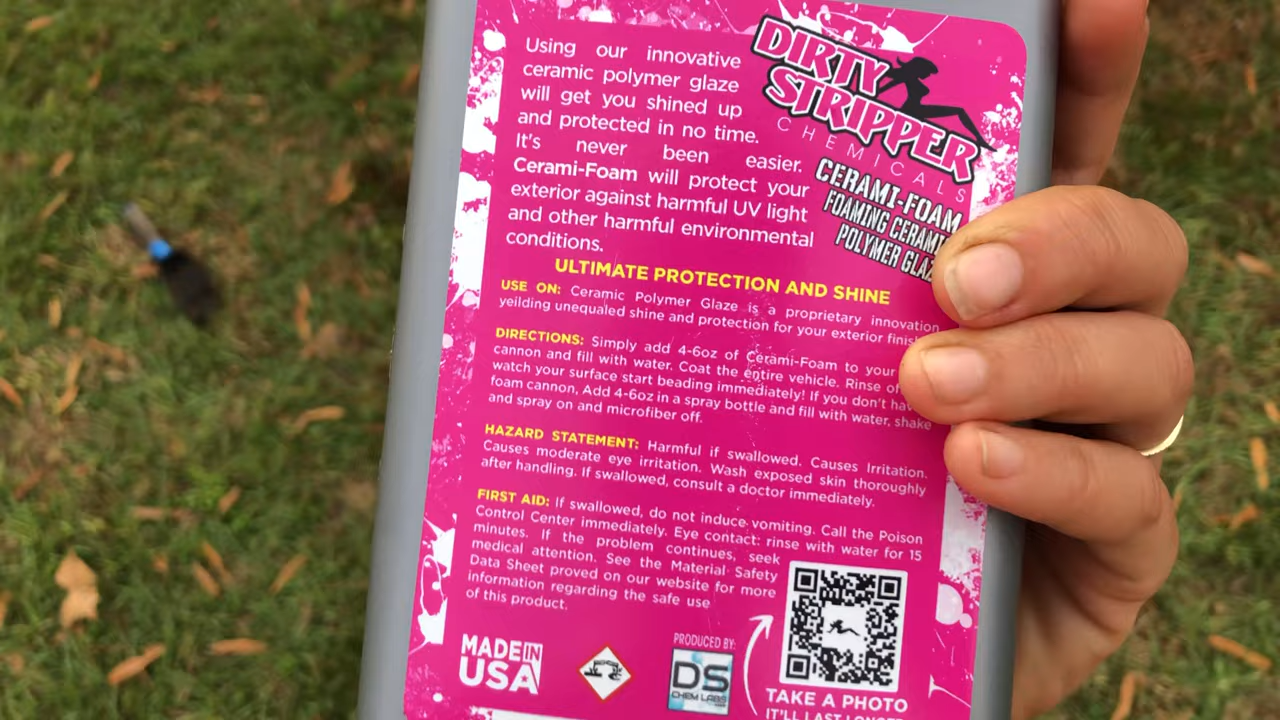 Using our innovative
ceramic polymer glaze
will get you shined up
and protected in no time.
It's never been easier.
Cerami-Foam will protect your
exterior against harmful UV light
and other harmful environmental
conditions.
DIRTY
STRIPPER
CHEMICALS
CERAMI-FOAM
FOAMING CERAMI
POLYMER GLAZ
ULTIMATE PROTECTION AND SHINE
USE ON: Ceramic Polymer Glaze is a proprietary innovation
yeilding unequaled shine and protection for your exterior finis
DIRECTIONS: Simply add 4-6oz of Cerami-Foam to your
cannon and fill with water. Coat the entire vehicle. Rinse of
watch your surface start beading immediately! If you don't hav
foam cannon, Add 4-6oz in a spray bottle and fill with water, shake
and spray on and microfiber off.
HAZARD STATEMENT: Harmful if swallowed. Causes Irritation.
Causes moderate eye irritation. Wash exposed skin thoroughly
after handling. If swallowed, consult a doctor immediately.
FIRST AID: If swallowed, do not induce vomiting. Call the Poison
Control Center immediately. Eye contact: rinse with water for 15
minutes. If the problem continues, seek
medical attention. See the Material Safety
Data Sheet proved on our website for more
information regarding the safe use
of this product.
MADE IN
USA
PRODUCED BY:
DS
CHEM LABS
TAKE A PHOTO
IT'LL LAST LONGER